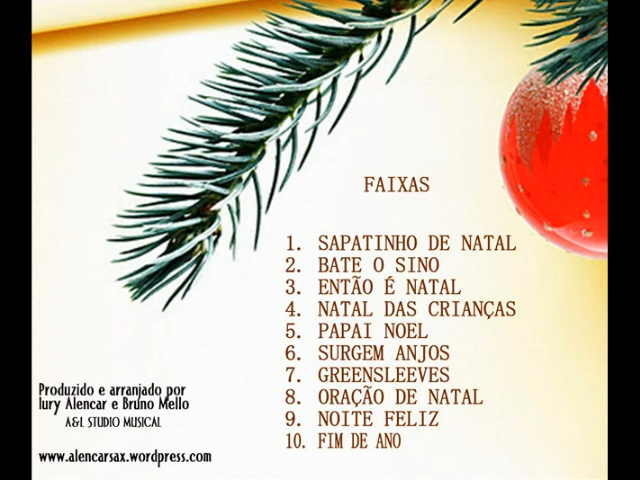 FAIXAS
1. SAPATINHO DE NATAL
2. BATE O SINO
3. ENTÃO É NATAL
4. NATAL DAS CRIANÇAS
5. PAPAI NOEL
6. SURGEM ANJOS
7. GREENSLEEVES
8. ORAÇÃO DE NATAL
9. NOITE FELIZ
10. FIM DE ANO
Produzido e arranjado por
Iury Alencar e Bruno Mello
A&L STUDIO MUSICAL
www.alencarsax.wordpress.com